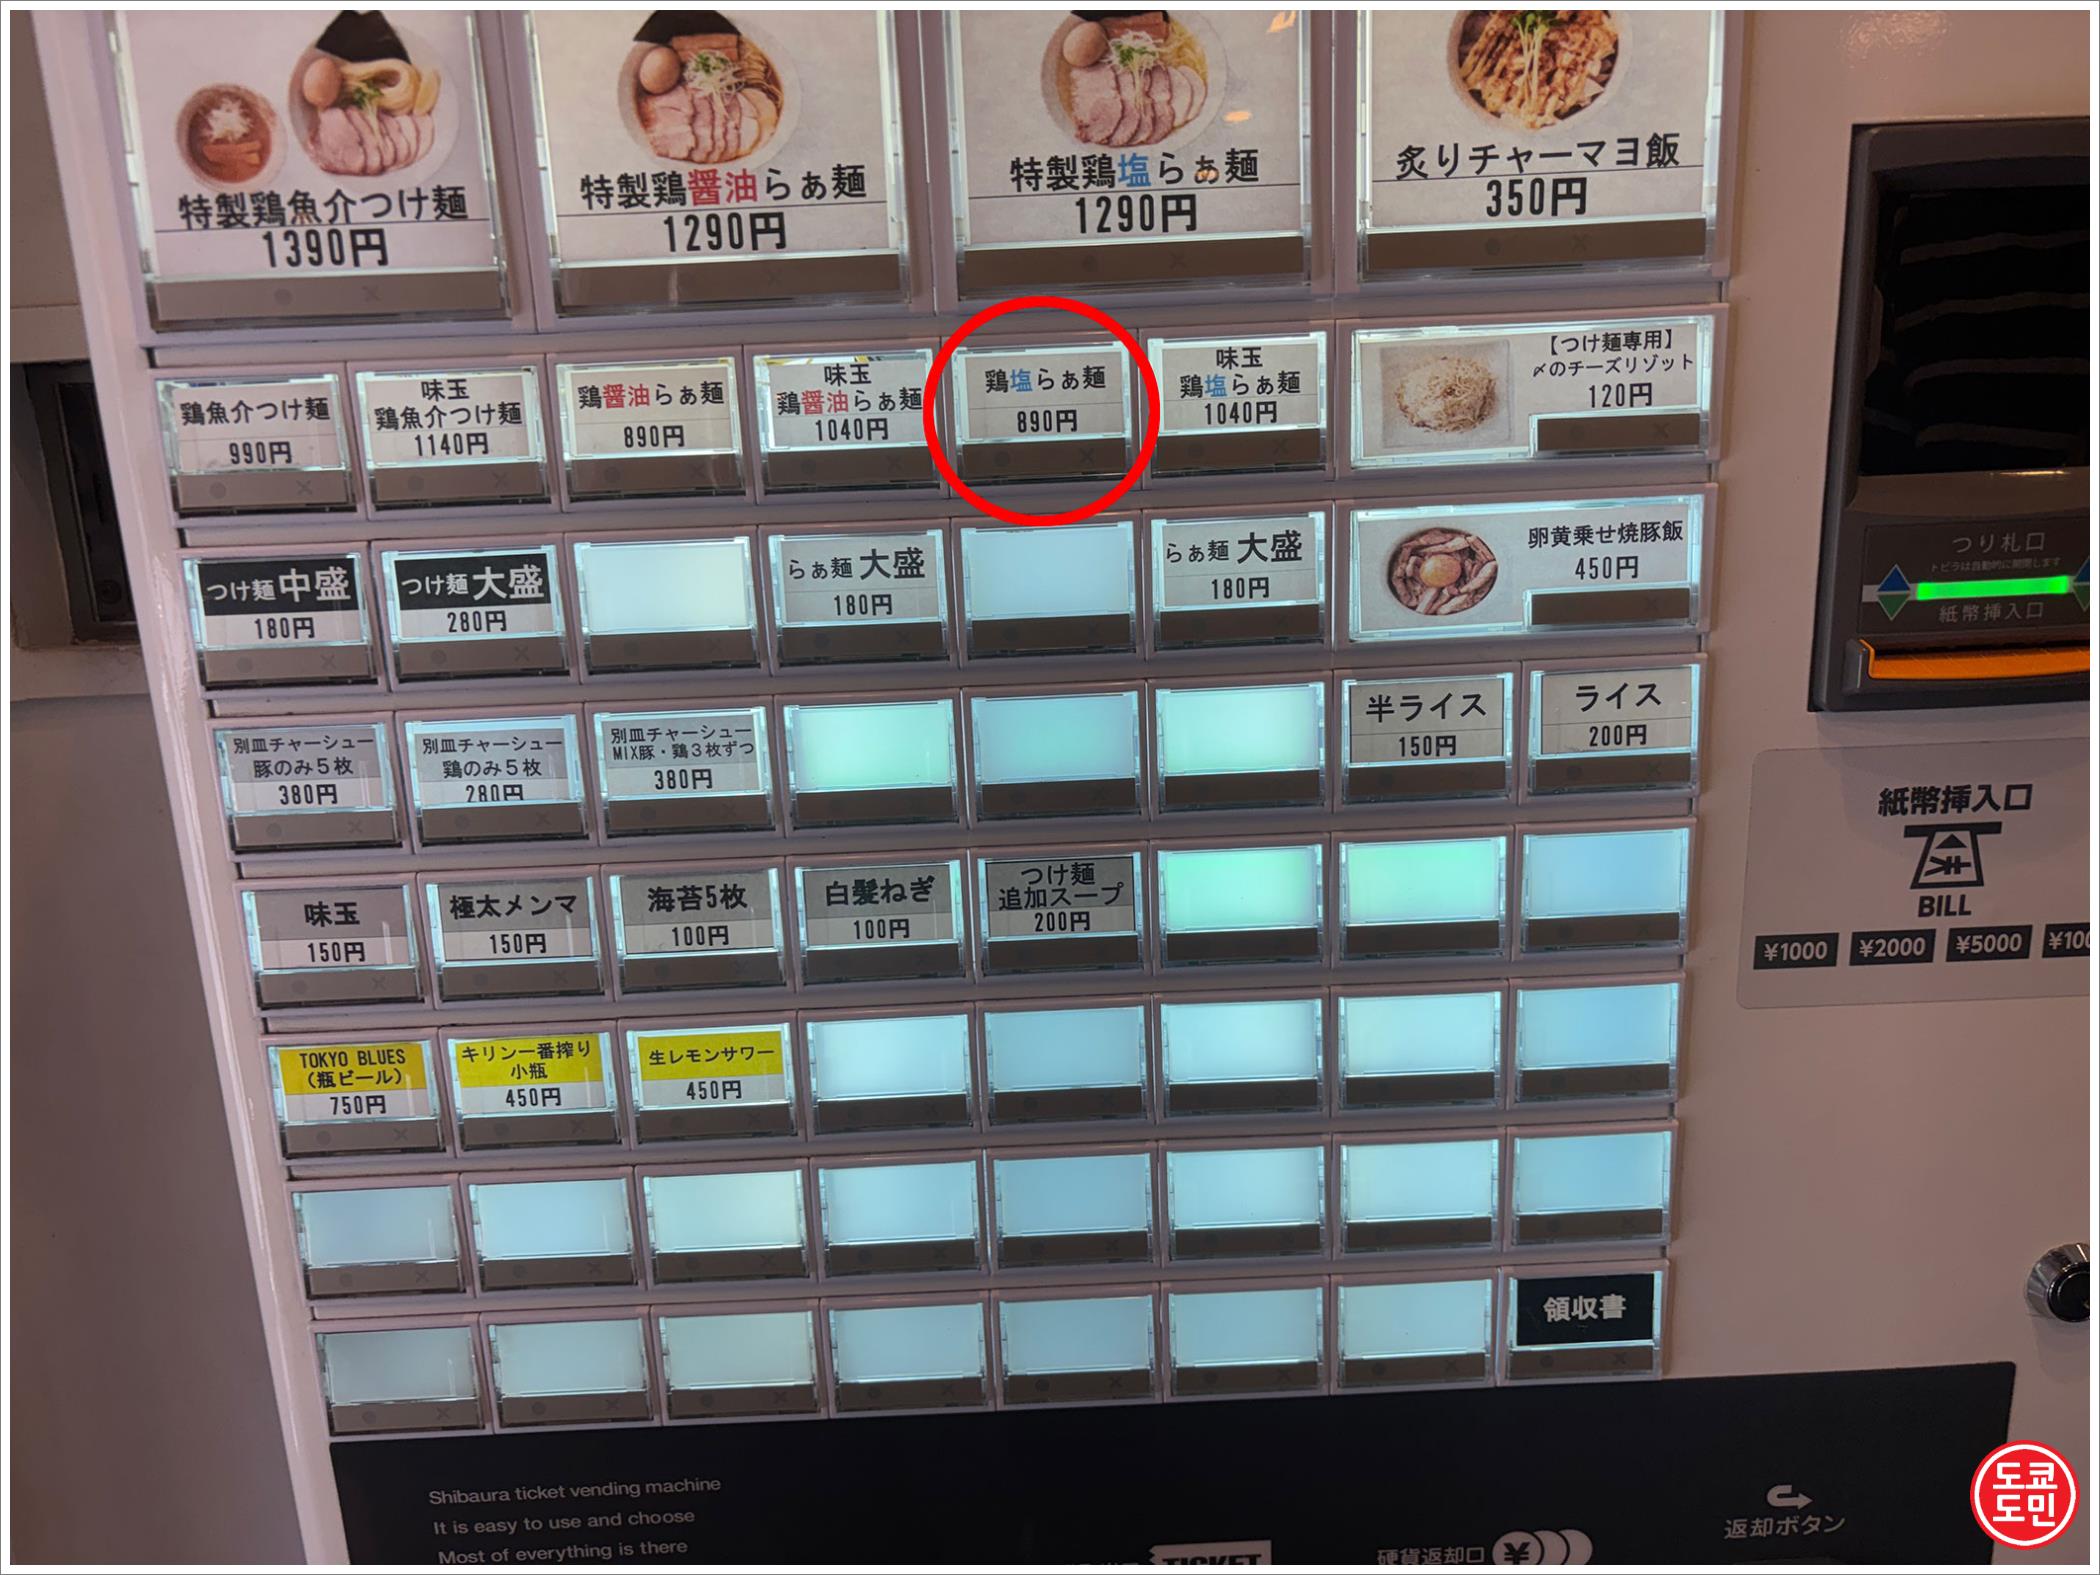 特製鶏魚介つけ麺
1390円
特製鶏醤油らぁ麺
1290円
特製鶏塩らぁ麺
1290円
炙りチャーマヨ飯
350円
鶏魚介つけ麺
990円
味玉
鶏魚介つけ麺
1140円
鶏醤油らぁ麺
890円
味玉
鶏醤油らぁ麺
1040円
鶏塩らぁ麺
890円
味玉
鶏塩らぁ麺
1040円
【つけ麺専用】
〆のチーズリゾット
120円
つけ麺 中盛
180円
つけ麺 大盛
280円
らぁ麺 大盛
180円
らぁ麺 大盛
180円
卵黄乗せ焼豚飯
450円
別皿チャーシュー
豚のみ5枚
380円
別皿チャーシュー
鶏のみ5枚
280円
別皿チャーシュー
MIX豚・鶏3枚ずつ
380円
半ライス
150円
ライス
200円
味玉
150円
極太メンマ
150円
海苔5枚
100円
白髪ねぎ
100円
つけ麺
追加スープ
200円
TOKYO BLUES
(瓶ビール)
750円
キリン一番搾り
小瓶
450円
生レモンサワー
450円
領収書
つり札口
トビラは自動的に開閉します
紙幣挿入口
紙幣挿入口
BILL
¥1000 ¥2000 ¥5000
Shibaura ticket vending machine
It is easy to use and choose
Most of everything is there
TICKET
硬貨返却口
¥
返却ボタン
도쿄
도민